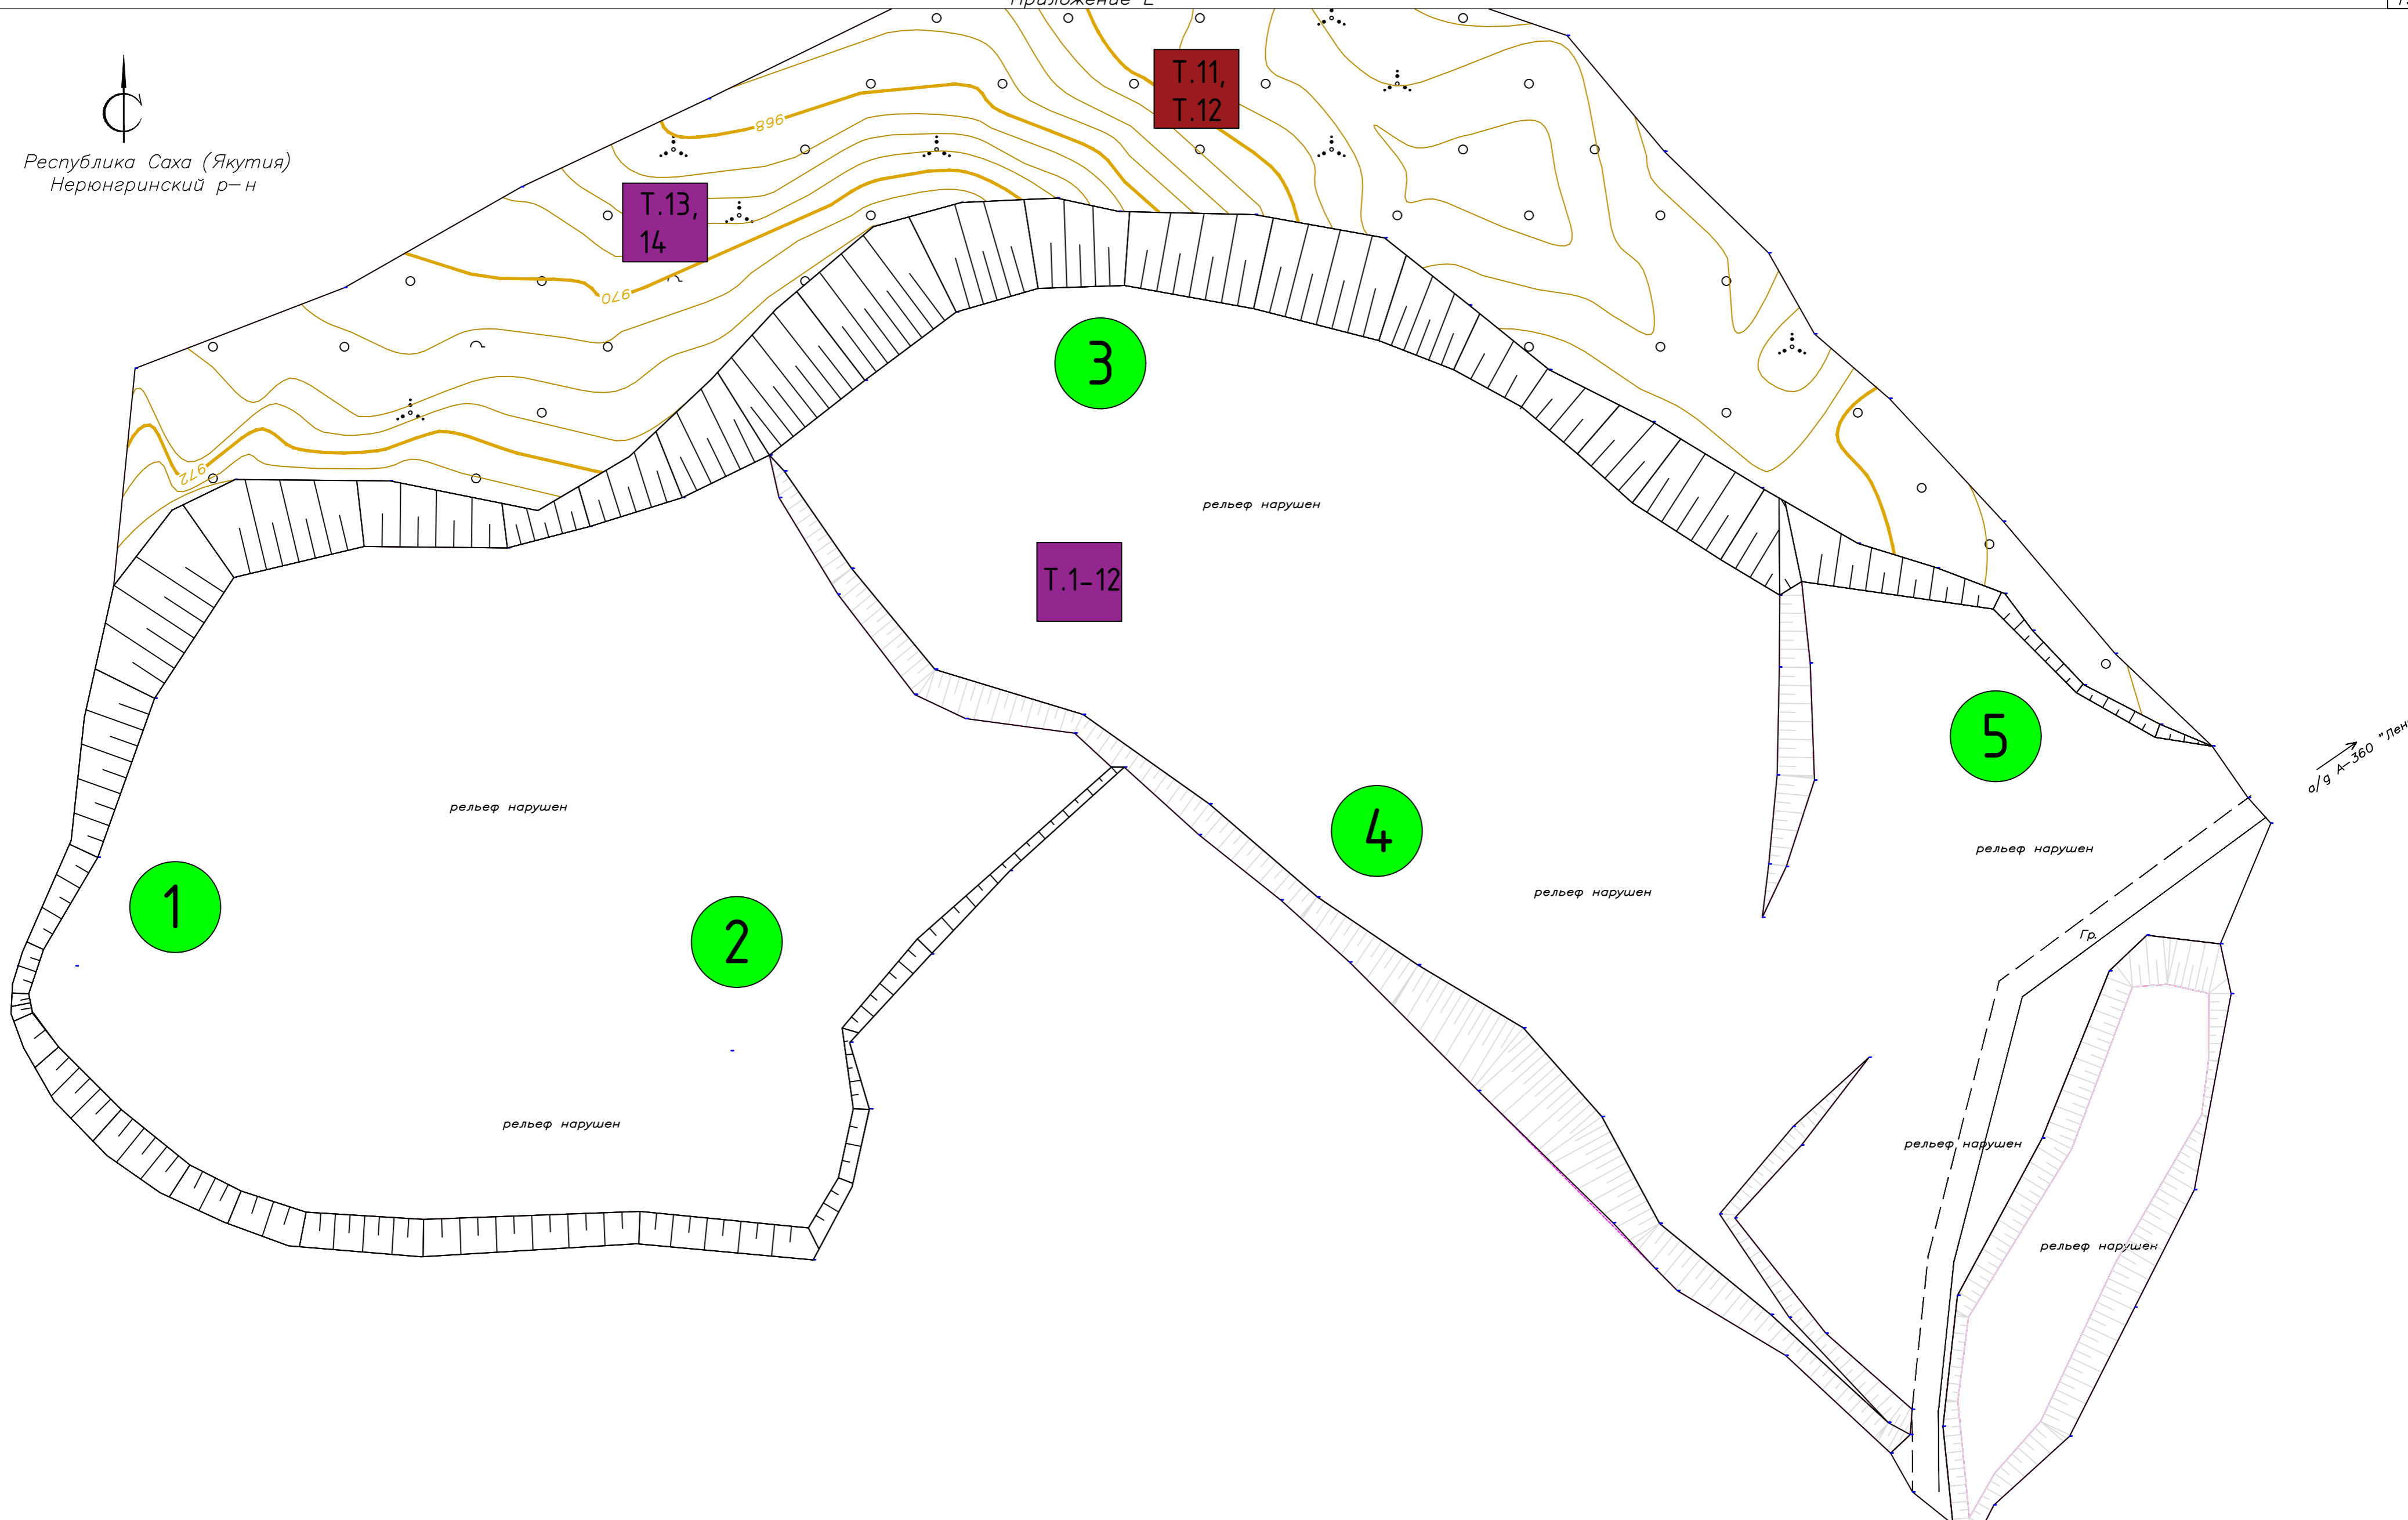 Приложение Е
Республика Саха (Якутия)
Нерюнгринский р-н
Т.11,
Т.12
968
Т.13,
14
970
3
972
рельеф нарушен
Т.1-12
5
а/д А-360
рельеф нарушен
4
рельеф нарушен
рельеф нарушен
1
2
Гр.
рельеф нарушен
рельеф нарушен
рельеф нарушен